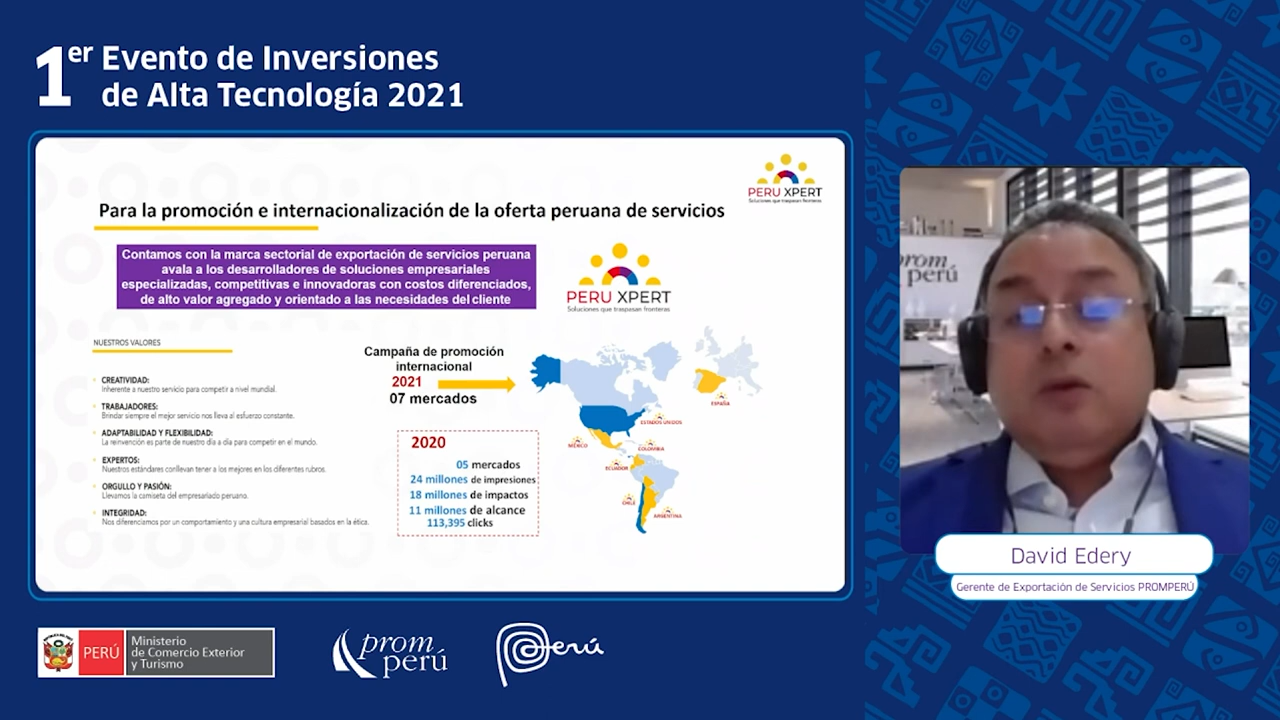 1er Evento de Inversiones
de Alta Tecnología 2021
PERU XPERT
Soluciones que traspasan fronteras
Para la promoción e internacionalización de la oferta peruana de servicios
Contamos con la marca sectorial de exportación de servicios peruana
avala a los desarrolladores de soluciones empresariales
especializadas, competitivas e innovadoras con costos diferenciados,
de alto valor agregado y orientado a las necesidades del cliente
PERU XPERT
Soluciones que traspasan fronteras
NUESTROS VALORES
CREATIVIDAD:
Inherente a nuestro servicio para competir a nivel mundial.
TRABAJADORES:
Brindar siempre el mejor servicio nos lleva al esfuerzo constante.
ADAPTABILIDAD Y FLEXIBILIDAD:
La reinvención es parte de nuestro día a día para competir en el mundo.
EXPERTOS:
Nuestros estándares conllevan tener a los mejores en los diferentes rubros.
ORGULLO Y PASIÓN:
Llevamos la camiseta del empresariado peruano.
INTEGRIDAD:
Nos diferenciamos por un comportamiento y una cultura empresarial basados en la ética.
Campaña de promoción
internacional
2021
07 mercados
2020
05 mercados
24 millones de impresiones
18 millones de impactos
11 millones de alcance
113,395 clicks
ESPAÑA
ESTADOS UNIDOS
MÉXICO
COLOMBIA
ECUADOR
CHILE
ARGENTINA
prom
perú
David Edery
Gerente de Exportación de Servicios PROMPERÚ
PERÚ
Ministerio
de Comercio Exterior
y Turismo
prom
perú
Perú